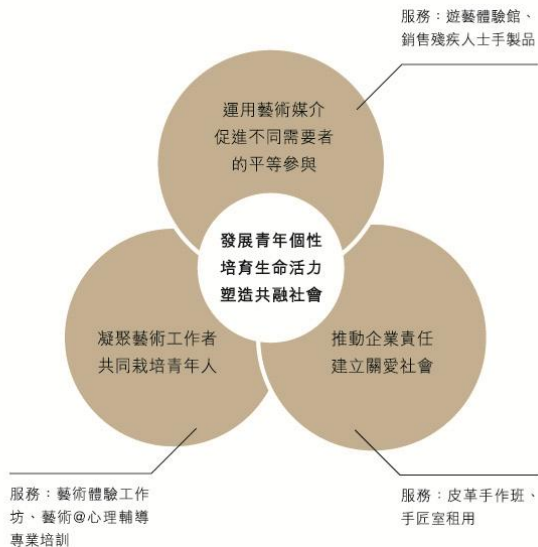 服務：遊藝體驗館、
銷售殘疾人士手製品
運用藝術媒介
促進不同需要者
的平等參與
發展青年個性
培育生命活力
塑造共融社會
凝聚藝術工作者
共同栽培青年人
推動企業責任
建立關愛社會
服務：藝術體驗工作
坊、藝術@心理輔導
專業培訓
服務：皮革手作班、
手匠室租用